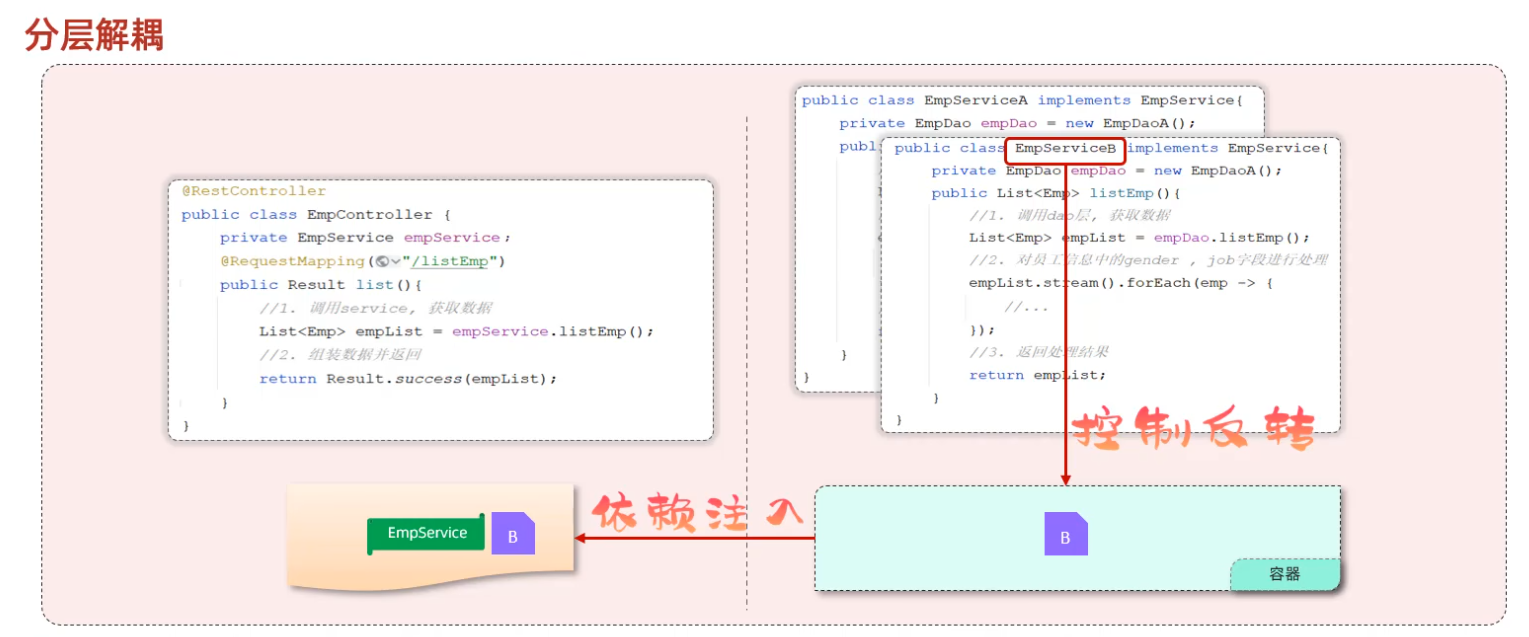 分层解耦
@RestController
public class EmpController {
private EmpService empService;
@RequestMapping("/listEmp")
public Result list(){
//1. 调用service, 获取数据
List<Emp> empList = empService.listEmp();
//2. 组装数据并返回
return Result.success(empList);
}
}
public class EmpServiceA implements EmpService{
private EmpDao empDao = new EmpDaoA();
publ
}
}
public class EmpServiceB implements EmpService{
private EmpDao empDao = new EmpDaoA();
public List<Emp> listEmp(){
//1. 调用dao层, 获取数据
List<Emp> empList = empDao.listEmp();
//2. 对员工信息中的gender , job字段进行处理
empList.stream().forEach(emp -> {
//...
});
//3. 返回处理结果
return empList;
}
}
控制反转
依赖注入
EmpService
B
B
容器